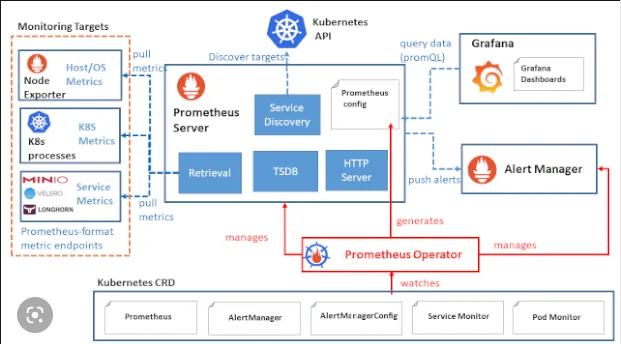 Monitoring Targets
Node
Exporter
Host/OS
Metrics
K8s
processes
K8S
Metrics
MINIO
VELERO
LONGHORN
Service
Metrics
Prometheus-format
metric endpoints
pull
metrics
pull
metrics
Kubernetes
API
Discover targets
Prometheus
Server
Service
Discovery
Prometheus
config
Retrieval
TSDB
HTTP
Server
query data
(promQL)
Grafana
Grafana
Dashboards
push alerts
Alert Manager
manages
generates
manages
Prometheus Operator
watches
Kubernetes CRD
Prometheus
AlertManager
AlertManagerConfig
Service Monitor
Pod Monitor